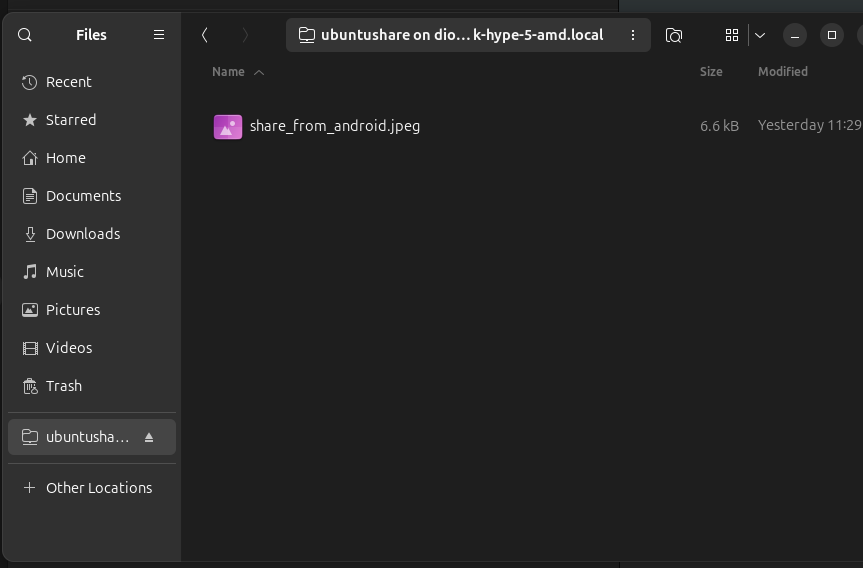 Files
ubuntushare on dio… k-hype-5-amd.local
Name Size Modified
Recent
Starred
Home
Documents
Downloads
Music
Pictures
Videos
Trash
ubuntusha…
Other Locations
share_from_android.jpeg 6.6 kB Yesterday 11:29